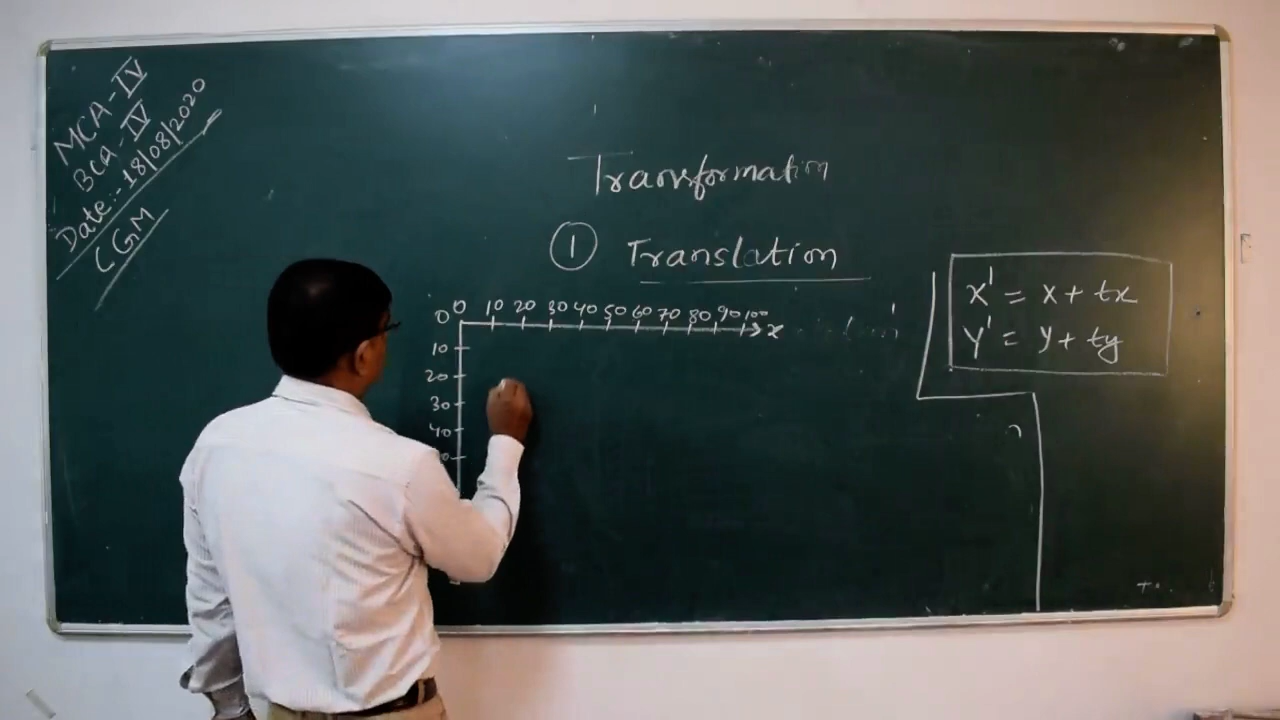 MCA-IV
BCA-IV
Date:-18/08/2020
CGM
Transformation
1 Translation
x' = x + tx
y' = y + ty
0 10 20 30 40 50 60 70 80 90 100 x
0
10
20
30
40